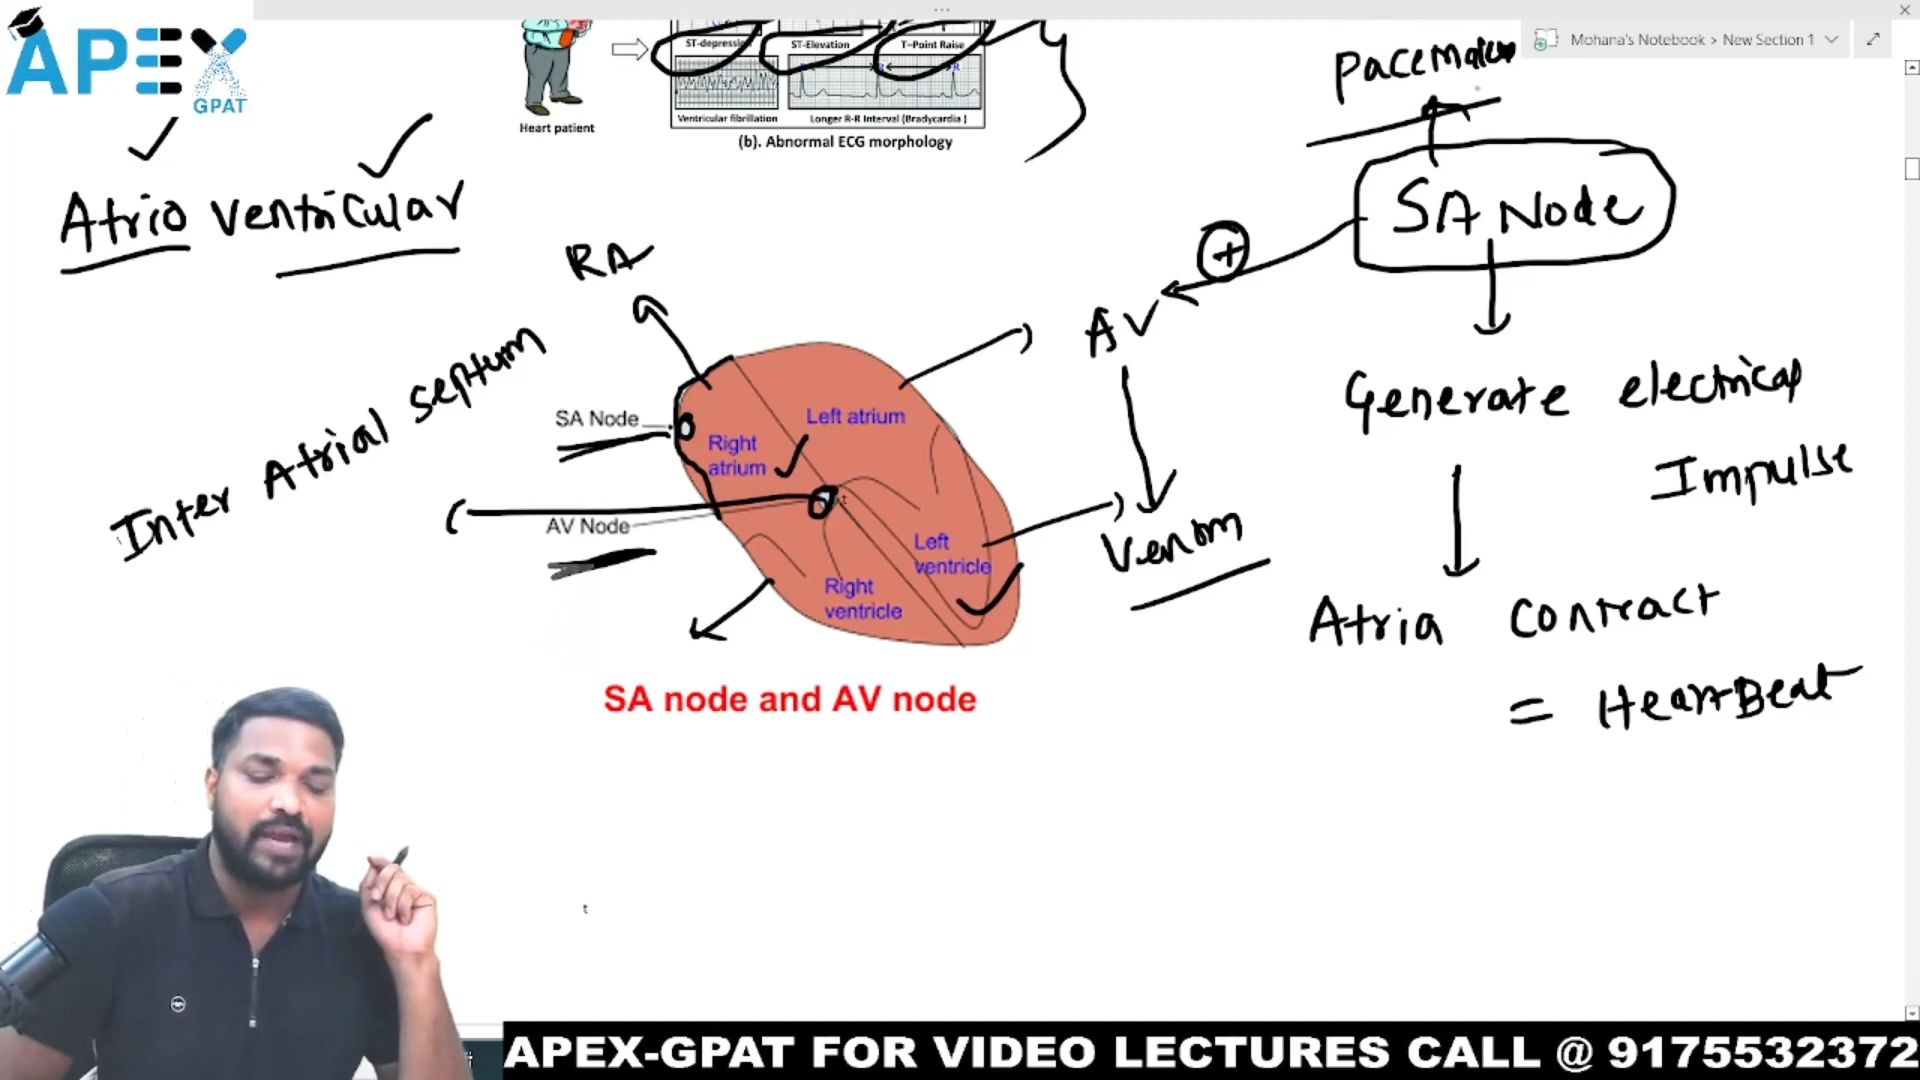 APEX
GPAT
Mohana's Notebook > New Section 1
ST-depression
ST-Elevation
T-Point Raise
R
R
Ventricular fibrillation
Longer R-R Interval (Bradycardia )
Heart patient
(b). Abnormal ECG morphology
Pacemaker
Atrio ventricular
SA Node
RA
AV
Inter Atrial septum
SA Node
Left atrium
Right
atrium
AV Node
Left
ventricle
Right
ventricle
Venom
Generate electrical
Impulse
Atria contract
= HeartBeat
SA node and AV node
APEX-GPAT FOR VIDEO LECTURES CALL @ 9175532372